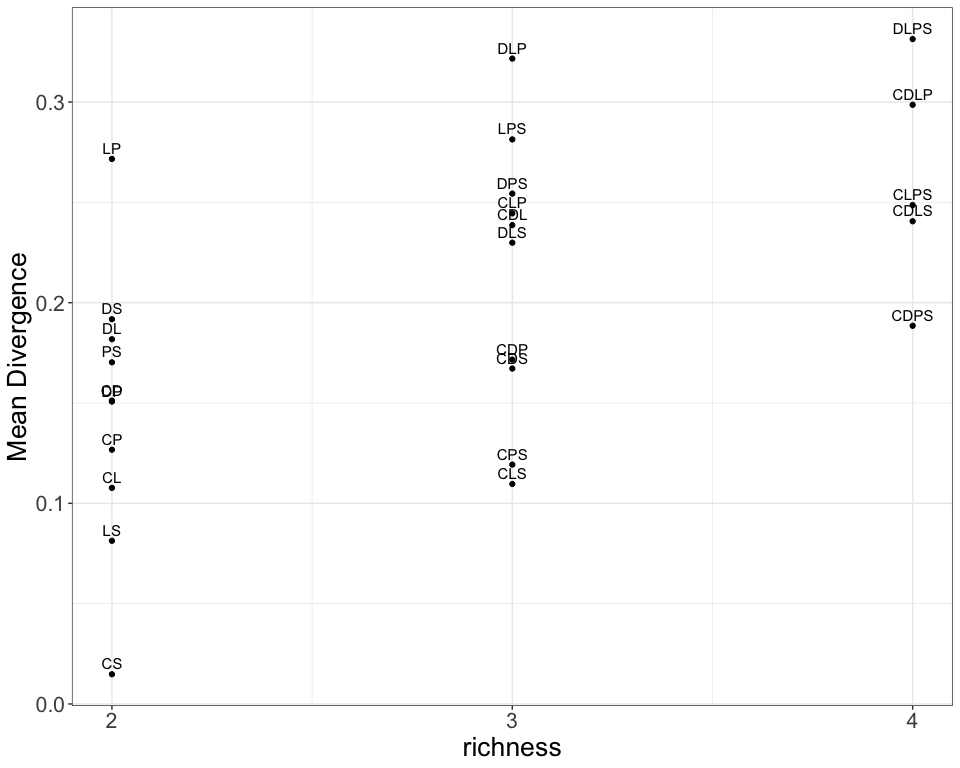 DLPS
DLP
CDLP
0.3
LPS
LP
DPS
CLPS
CLP
CDLS
CDL
DLS
0.2
DS
CDPS
DL
CDP
PS
CDS
CP
CPS
CLS
CL
0.1
LS
CS
0.0
2 3 4
richness
Mean Divergence